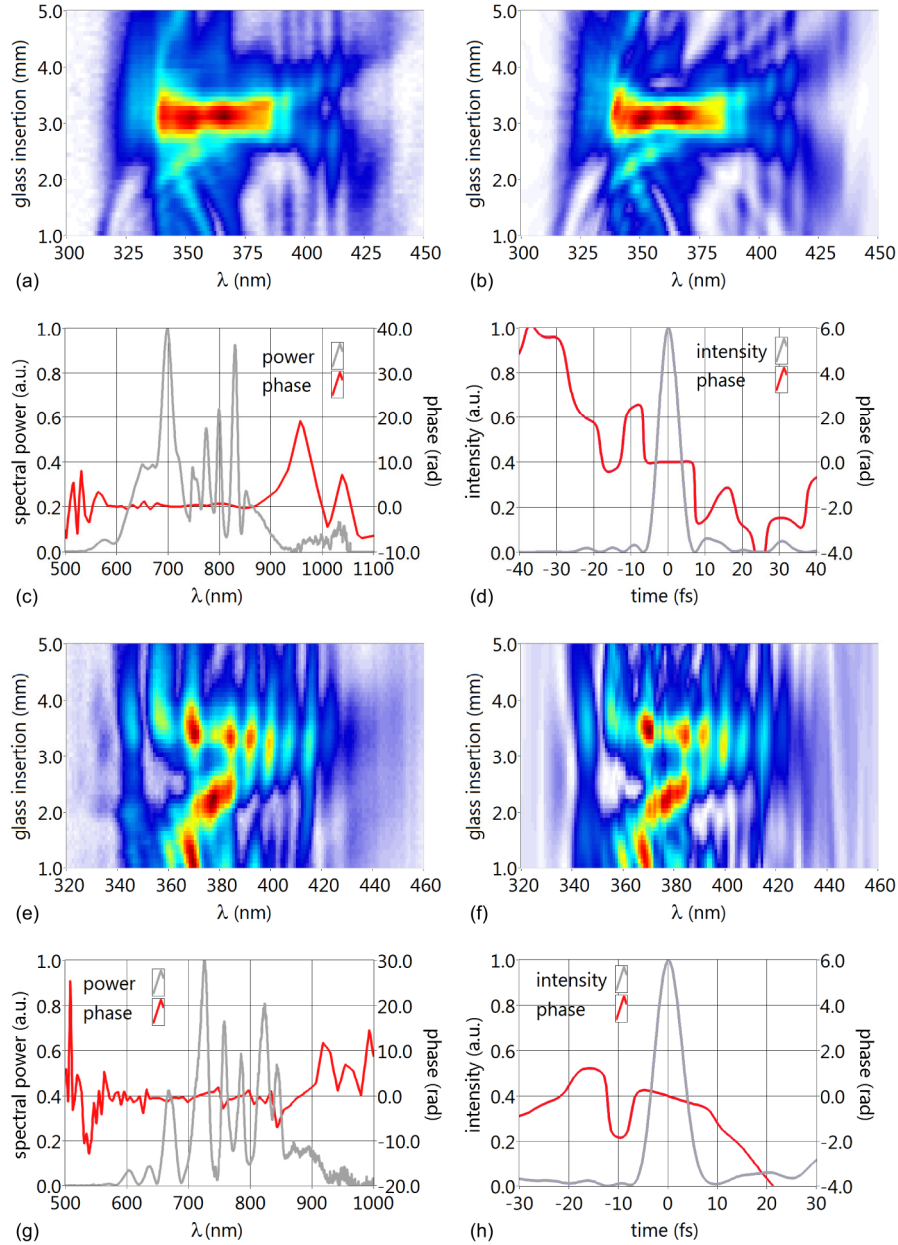 5.0
4.0
3.0
2.0
1.0
glass insertion (mm)
300 325 350 375 400 425 450
(a) λ (nm)
5.0
4.0
3.0
2.0
1.0
glass insertion (mm)
300 325 350 375 400 425 450
(b) λ (nm)
1.0
0.8
0.6
0.4
0.2
0.0
spectral power (a.u.)
power
phase
40.0
30.0
20.0
10.0
0.0
-10.0
phase (rad)
500 600 700 800 900 1000 1100
(c) λ (nm)
1.0
0.8
0.6
0.4
0.2
0.0
intensity (a.u.)
intensity
phase
6.0
4.0
2.0
0.0
-2.0
-4.0
phase (rad)
-40 -30 -20 -10 0 10 20 30 40
(d) time (fs)
5.0
4.0
3.0
2.0
1.0
glass insertion (mm)
320 340 360 380 400 420 440 460
(e) λ (nm)
5.0
4.0
3.0
2.0
1.0
glass insertion (mm)
320 340 360 380 400 420 440 460
(f) λ (nm)
1.0
0.8
0.6
0.4
0.2
0.0
spectral power (a.u.)
power
phase
30.0
20.0
10.0
0.0
-10.0
-20.0
phase (rad)
500 600 700 800 900 1000
(g) λ (nm)
1.0
0.8
0.6
0.4
0.2
0.0
intensity (a.u.)
intensity
phase
6.0
4.0
2.0
0.0
-2.0
-4.0
phase (rad)
-30 -20 -10 0 10 20 30
(h) time (fs)